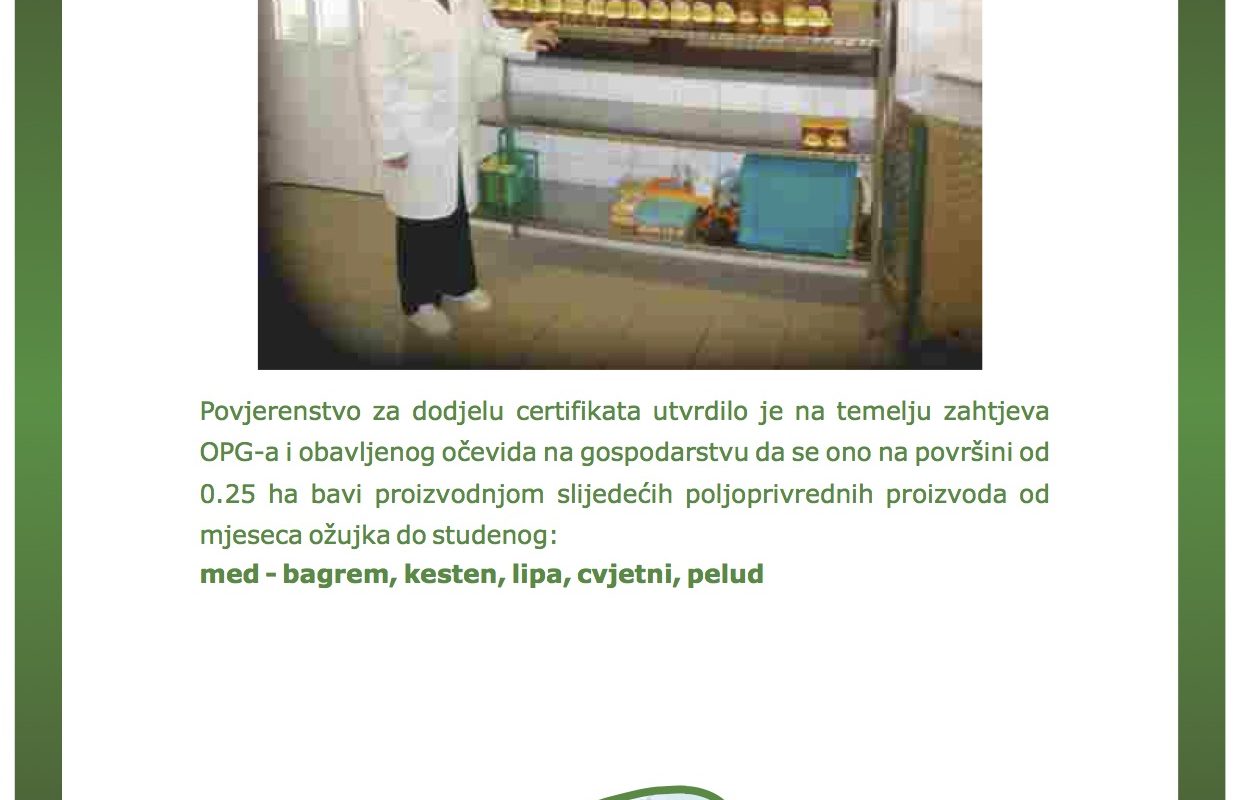 Povjerenstvo za dodjelu certifikata utvrdilo je na temelju zahtjeva
OPG-a i obavljenog očevida na gospodarstvu da se ono na površini od
0.25 ha bavi proizvodnjom slijedećih poljoprivrednih proizvoda od
mjeseca ožujka do studenog:
med - bagrem, kesten, lipa, cvjetni, pelud